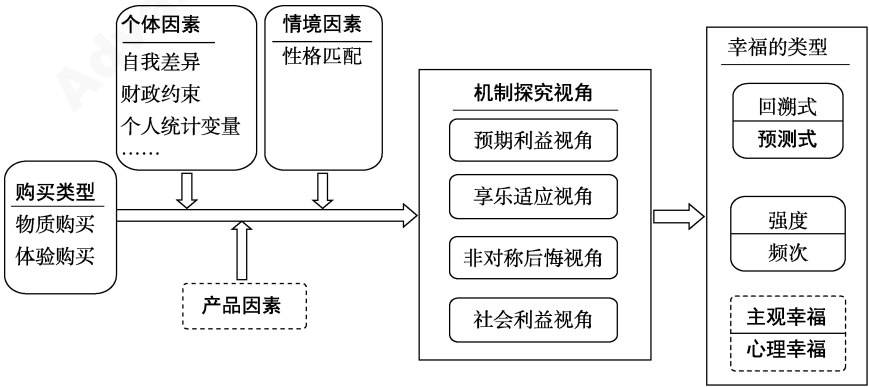 个体因素
自我差异
财政约束
个人统计变量
……
情境因素
性格匹配
购买类型
物质购买
体验购买
产品因素
机制探究视角
预期利益视角
享乐适应视角
非对称后悔视角
社会利益视角
幸福的类型
回溯式
预测式
强度
频次
主观幸福
心理幸福